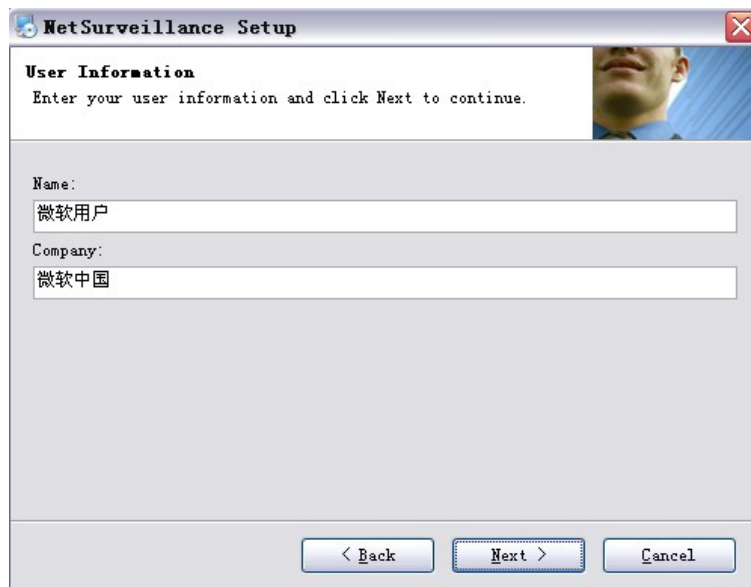 NetSurveillance Setup
User Information
Enter your user information and click Next to continue.
Name:
微软用户
Company:
微软中国
< Back
Next >
Cancel